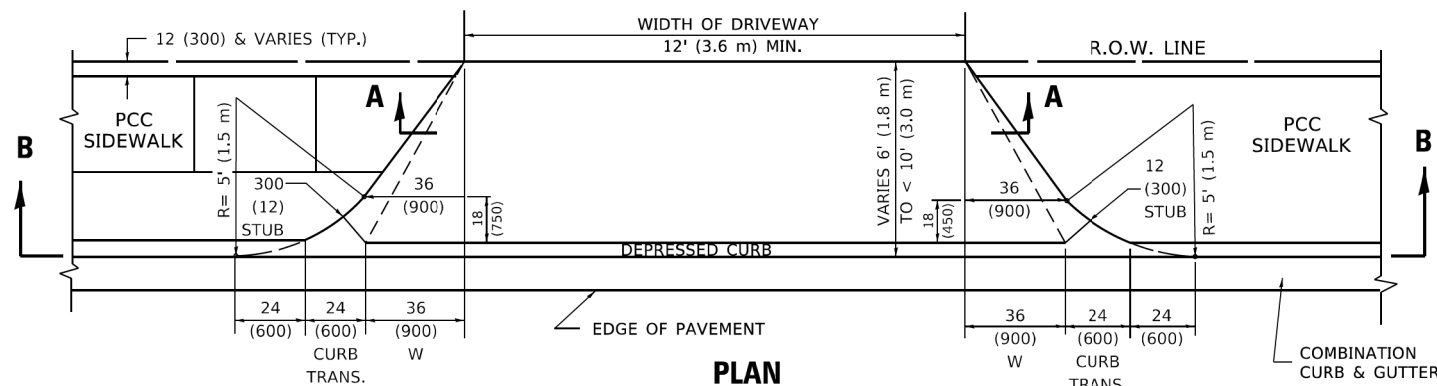 WIDTH OF DRIVEWAY
12' (3.6 m) MIN.
12 (300) & VARIES (TYP.)
R.O.W. LINE
A
A
PCC
SIDEWALK
PCC
SIDEWALK
B
B
R= 5' (1.5 m)
VARIES 6' (1.8 m)
TO < 10' (3.0 m)
R= 5' (1.5 m)
300
(12)
STUB
36
(900)
18
(750)
36
(900)
18
(450)
12
(300)
STUB
DEPRESSED CURB
24
(600)
24
(600)
CURB
TRANS.
36
(900)
W
EDGE OF PAVEMENT
36
(900)
W
24
(600)
CURB
TRANS.
24
(600)
COMBINATION
CURB & GUTTER
PLAN